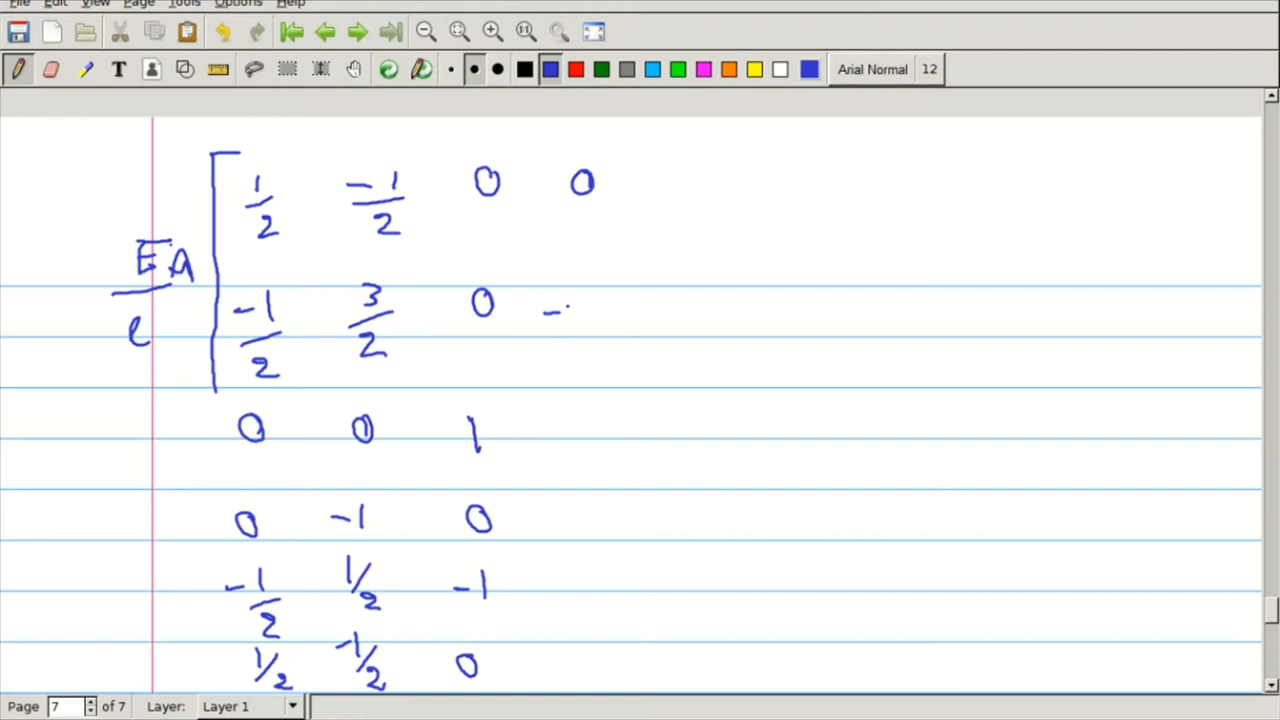 File Edit View Page Tools Options Help
T Arial Normal 12
1/2 -1/2 0 0
EA/l
-1/2 3/2 0 -
0 0 1
0 -1 0
-1/2 1/2 -1
1/2 -1/2 0
Page 7 of 7 Layer: Layer 1